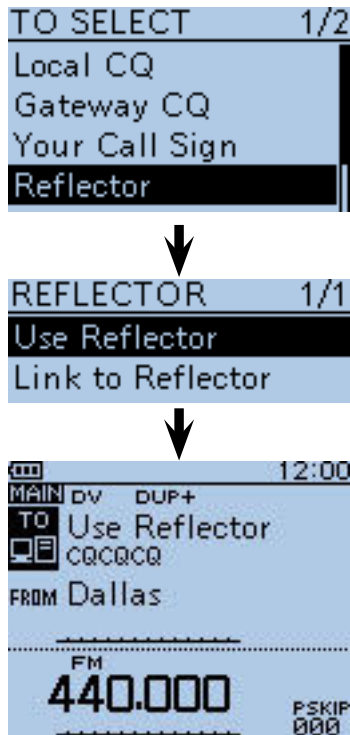 TO SELECT 1/2
Local CQ
Gateway CQ
Your Call Sign
Reflector
REFLECTOR 1/1
Use Reflector
Link to Reflector
12:00
MAIN DV DUP+
TO Use Reflector
CQCQCQ
FROM Dallas
FM
440.000 PSKIP
000